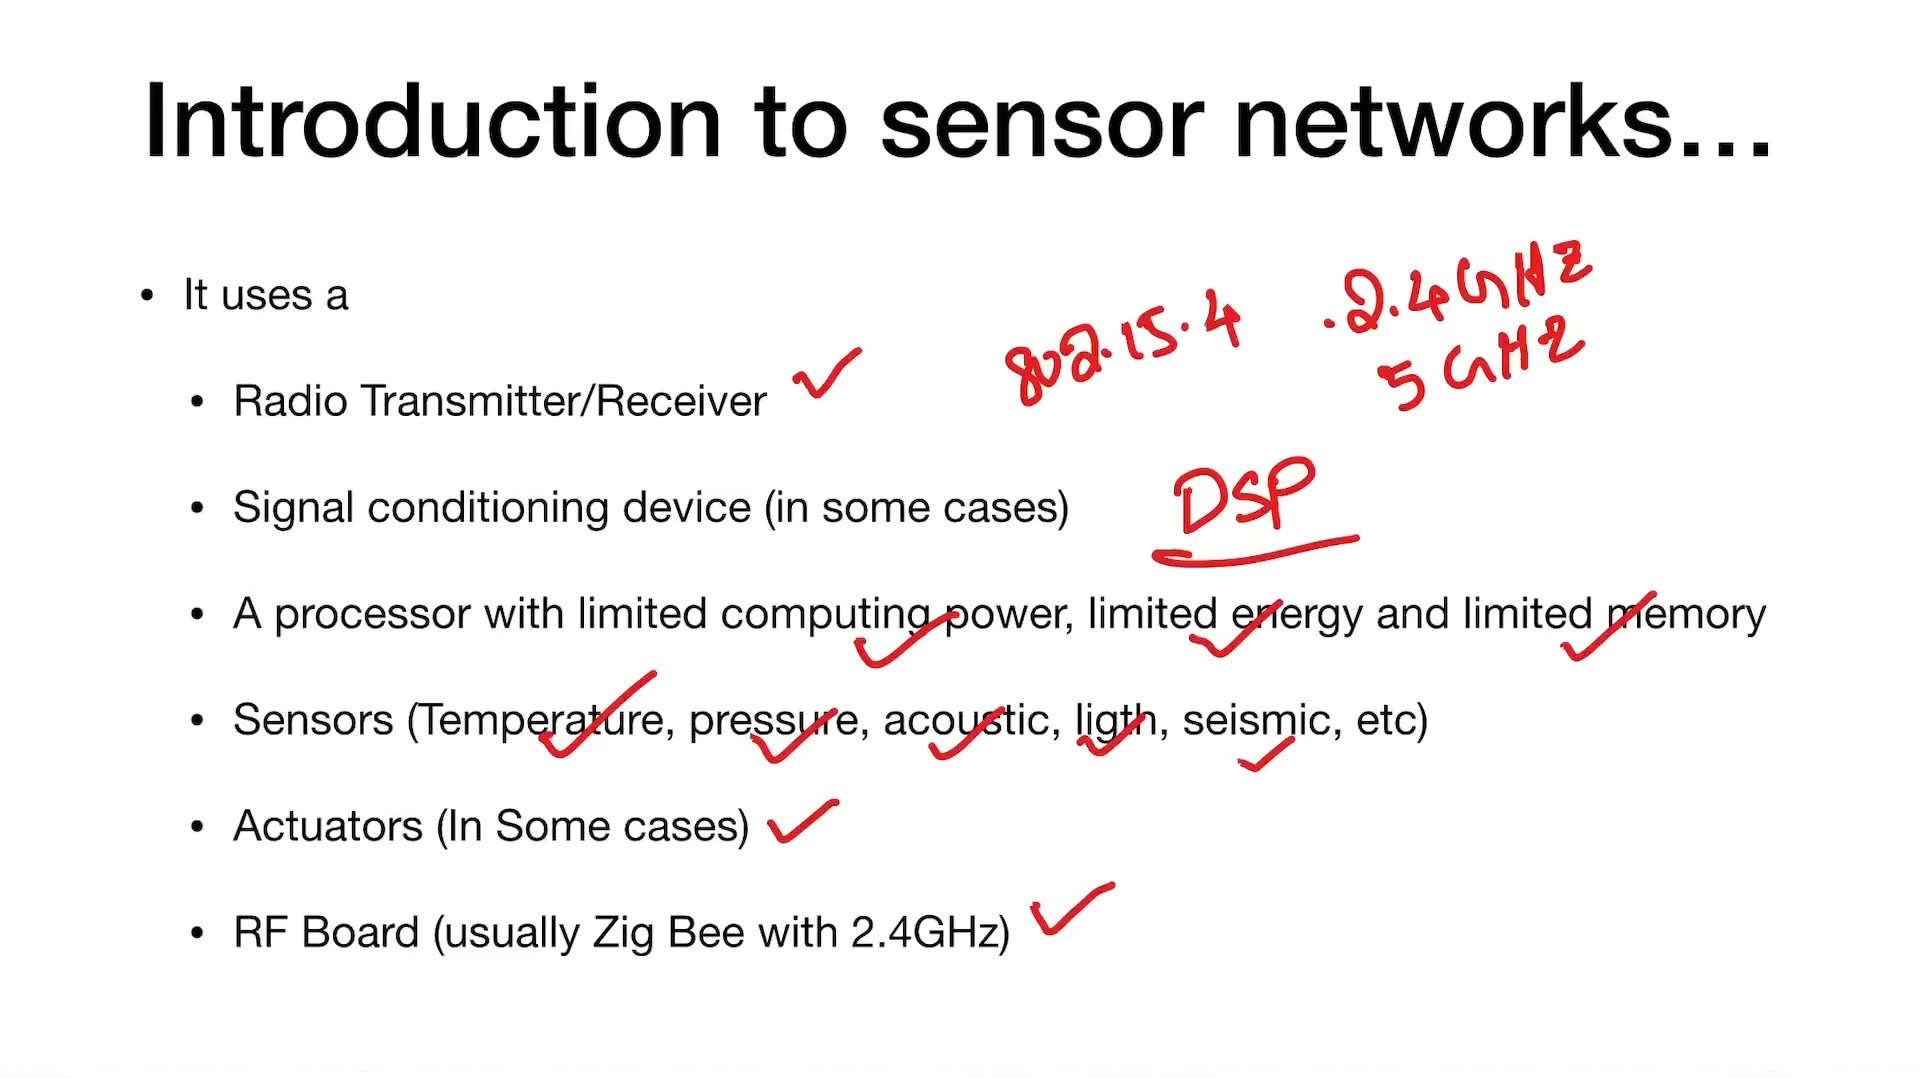 Introduction to sensor networks...
• It uses a
802.15.4 .2.4GHZ
5GHZ
• Radio Transmitter/Receiver
• Signal conditioning device (in some cases)
DSP
• A processor with limited computing power, limited energy and limited memory
• Sensors (Temperature, pressure, acoustic, ligth, seismic, etc)
• Actuators (In Some cases)
• RF Board (usually Zig Bee with 2.4GHz)